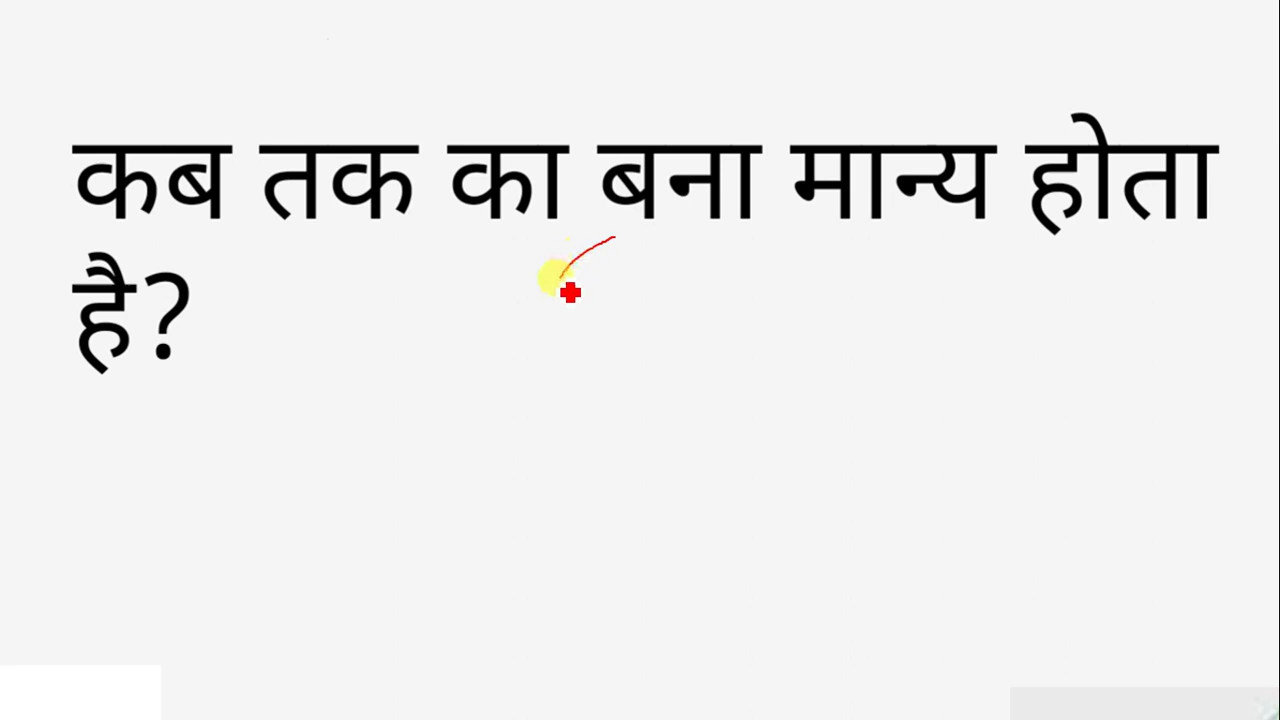 कब तक का बना मान्य होता
है?